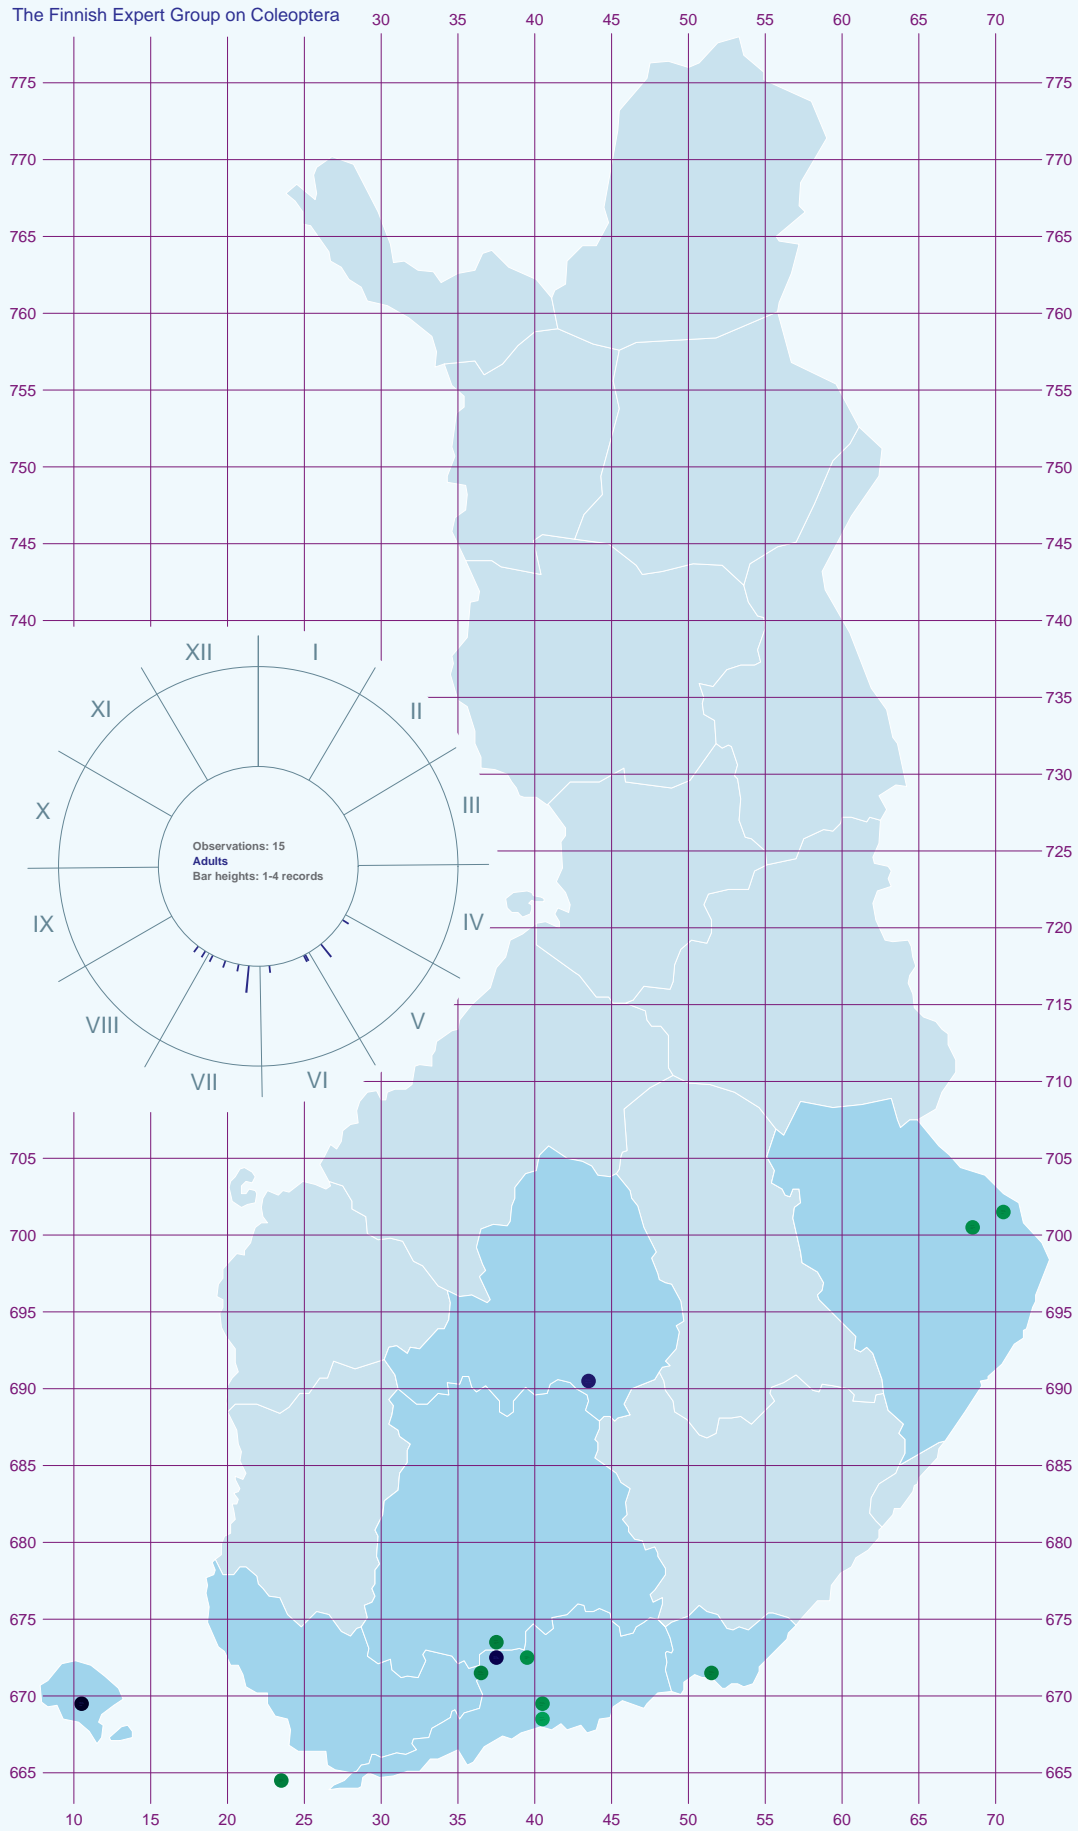 The Finnish Expert Group on Coleoptera
30 40 45 50 55 60 65 70
775 775
770 770
765 765
760 760
755 755
750 750
745 745
740 740
XII I
XI II
735
730
X III
725
Observations: 15
Adults
Bar heights: 1-4 records
IX IV
720
715
VIII V
VII VI
710
705 705
700 700
695 695
690 690
685 685
680 680
675 675
670 670
665 665
10 15 20 25 30 35 40 45 50 55 60 65 70